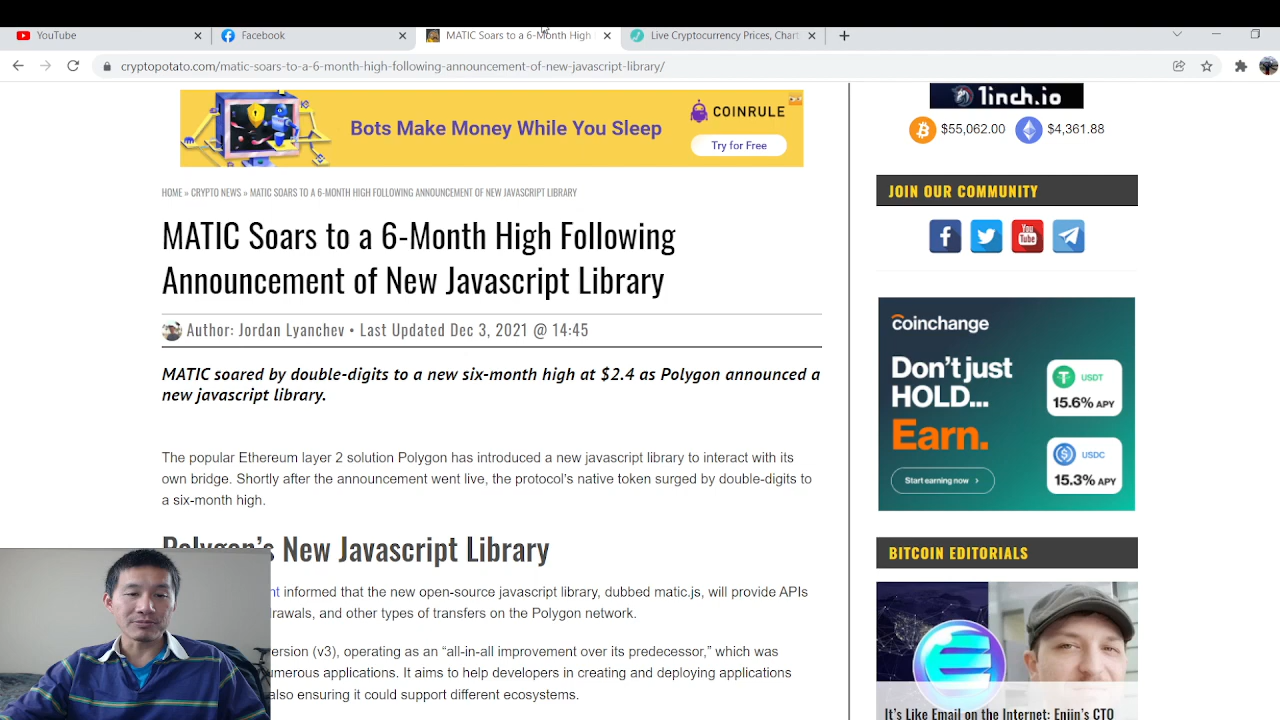 YouTube
Facebook
MATIC Soars to a 6-Month High
Live Cryptocurrency Prices, Chart
cryptopotato.com/matic-soars-to-a-6-month-high-following-announcement-of-new-javascript-library/
Bots Make Money While You Sleep
COINRULE
Try for Free
1inch.io
$55,062.00
$4,361.88
HOME » CRYPTO NEWS » MATIC SOARS TO A 6-MONTH HIGH FOLLOWING ANNOUNCEMENT OF NEW JAVASCRIPT LIBRARY
MATIC Soars to a 6-Month High Following
Announcement of New Javascript Library
Author: Jordan Lyanchev • Last Updated Dec 3, 2021 @ 14:45
MATIC soared by double-digits to a new six-month high at $2.4 as Polygon announced a
new javascript library.
The popular Ethereum layer 2 solution Polygon has introduced a new javascript library to interact with its
own bridge. Shortly after the announcement went live, the protocol's native token surged by double-digits to
a six-month high.
Polygon's New Javascript Library
nt informed that the new open-source javascript library, dubbed matic.js, will provide APIs
rawals, and other types of transfers on the Polygon network.
ersion (v3), operating as an “all-in-all improvement over its predecessor,” which was
umerous applications. It aims to help developers in creating and deploying applications
also ensuring it could support different ecosystems.
JOIN OUR COMMUNITY
You
Tube
coinchange
Don't just
HOLD...
Earn.
Start earning now
USDT
15.6% APY
USDC
15.3% APY
BITCOIN EDITORIALS
It's Like Email on the Internet: Enjin's CTO